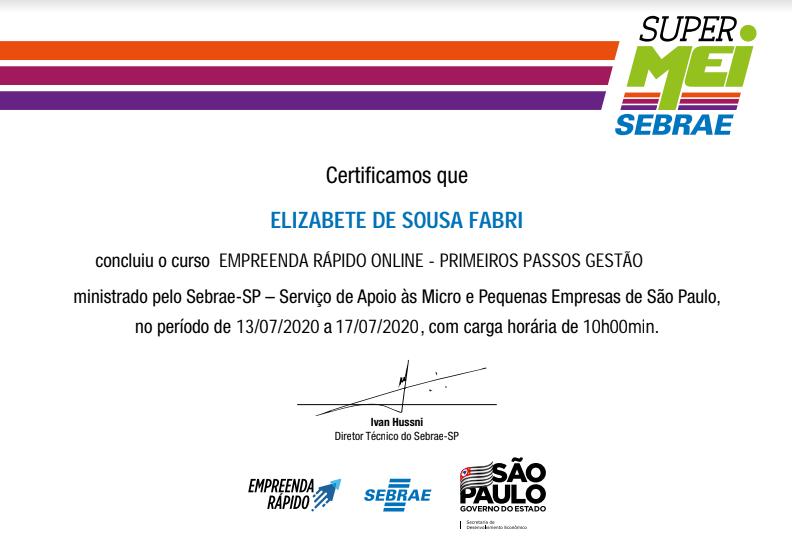 SUPER
MEI
SEBRAE
Certificamos que
ELIZABETE DE SOUSA FABRI
concluiu o curso EMPREENDA RÁPIDO ONLINE - PRIMEIROS PASSOS GESTÃO
ministrado pelo Sebrae-SP – Serviço de Apoio às Micro e Pequenas Empresas de São Paulo,
no período de 13/07/2020 a 17/07/2020, com carga horária de 10h00min.
Ivan Hussni
Diretor Técnico do Sebrae-SP
EMPREENDA
RÁPIDO
SEBRAE
SÃO
PAULO
GOVERNO DO ESTADO
Secretaria de
Desenvolvimento Econômico